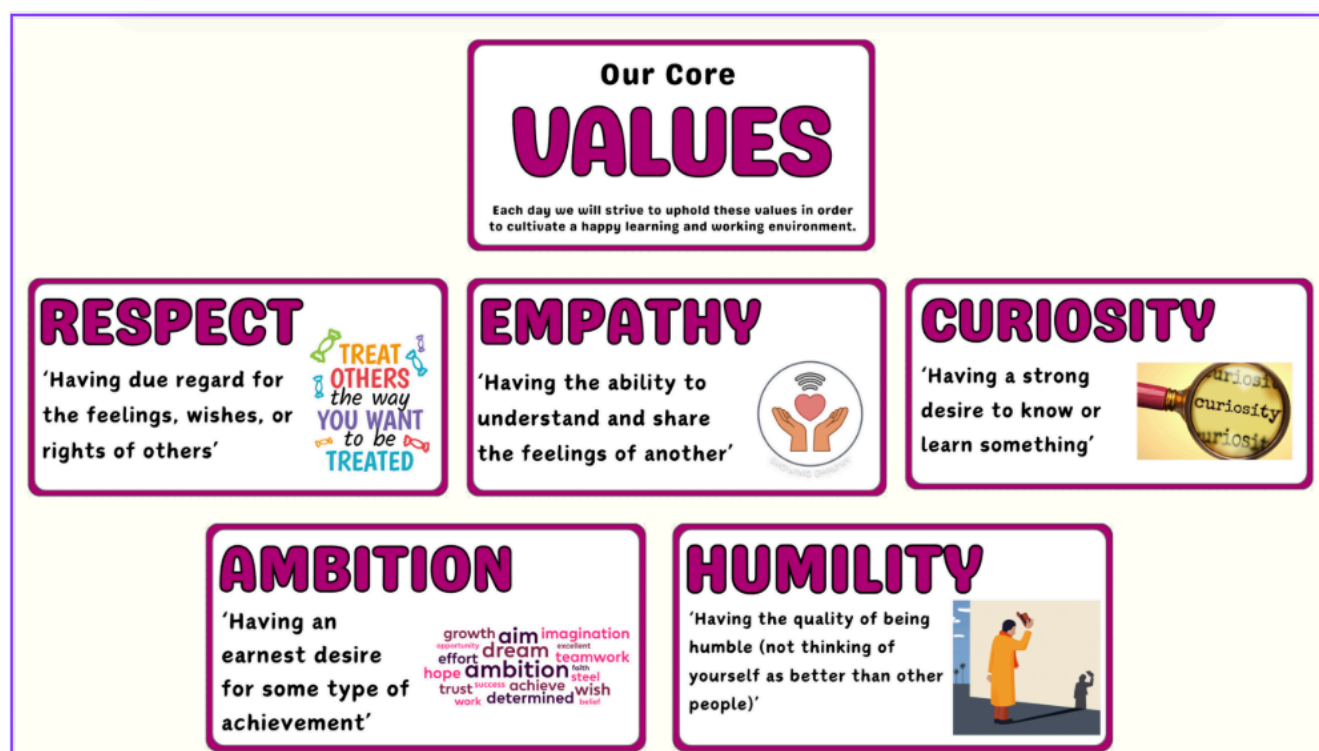 Our Core
VALUES
Each day we will strive to uphold these values in order
to cultivate a happy learning and working environment.
RESPECT
'Having due regard for
the feelings, wishes, or
rights of others'
TREAT
OTHERS
the way
YOU WANT
to be
TREATED
EMPATHY
'Having the ability to
understand and share
the feelings of another'
CURIOSITY
'Having a strong
desire to know or
learn something'
curiosity
AMBITION
'Having an
earnest desire
for some type of
achievement'
growth aim imagination
opportunity dream excellent
effort teamwork
hope ambition faith
steel
trust success achieve wish
work determined belief
HUMILITY
'Having the quality of being
humble (not thinking of
yourself as better than other
people)'